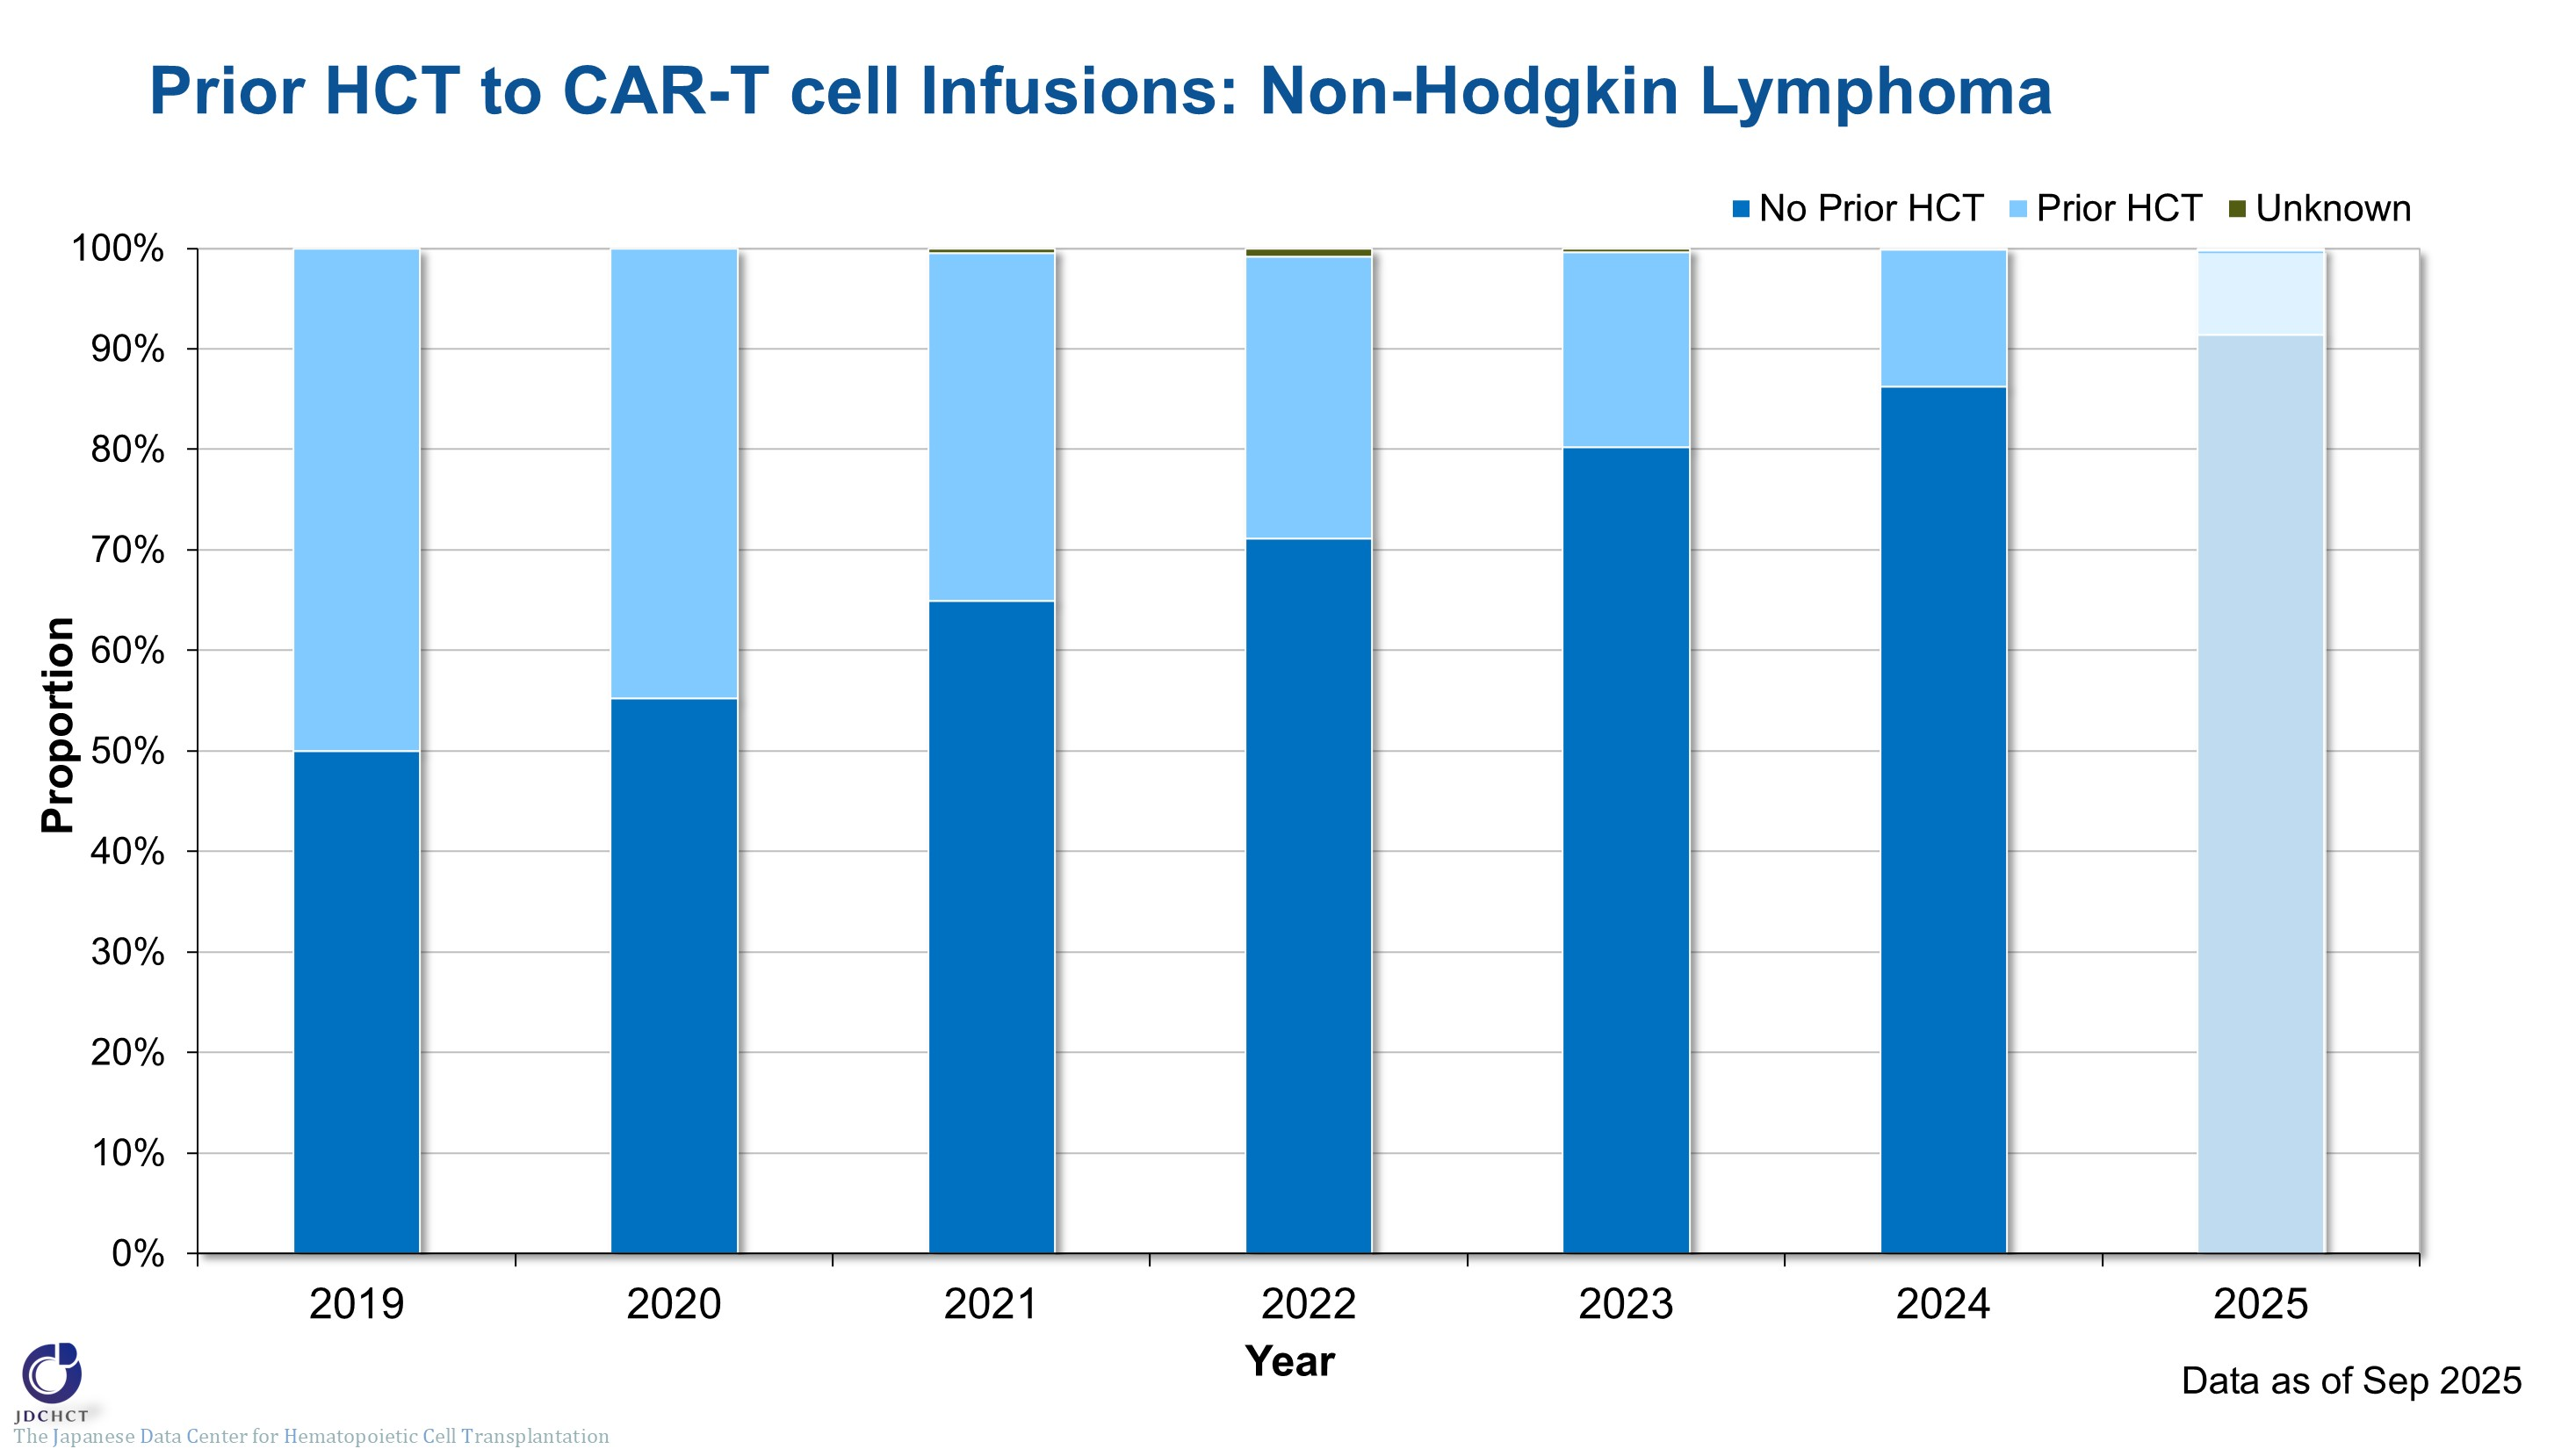 Prior HCT to CAR-T cell Infusions: Non-Hodgkin Lymphoma
No Prior HCT Prior HCT Unknown
100%
90%
80%
70%
60%
50%
40%
30%
20%
10%
0%
Proportion
2019 2020 2021 2022 2023 2024 2025
Year
Data as of Sep 2025
JDCHCT
The Japanese Data Center for Hematopoietic Cell Transplantation